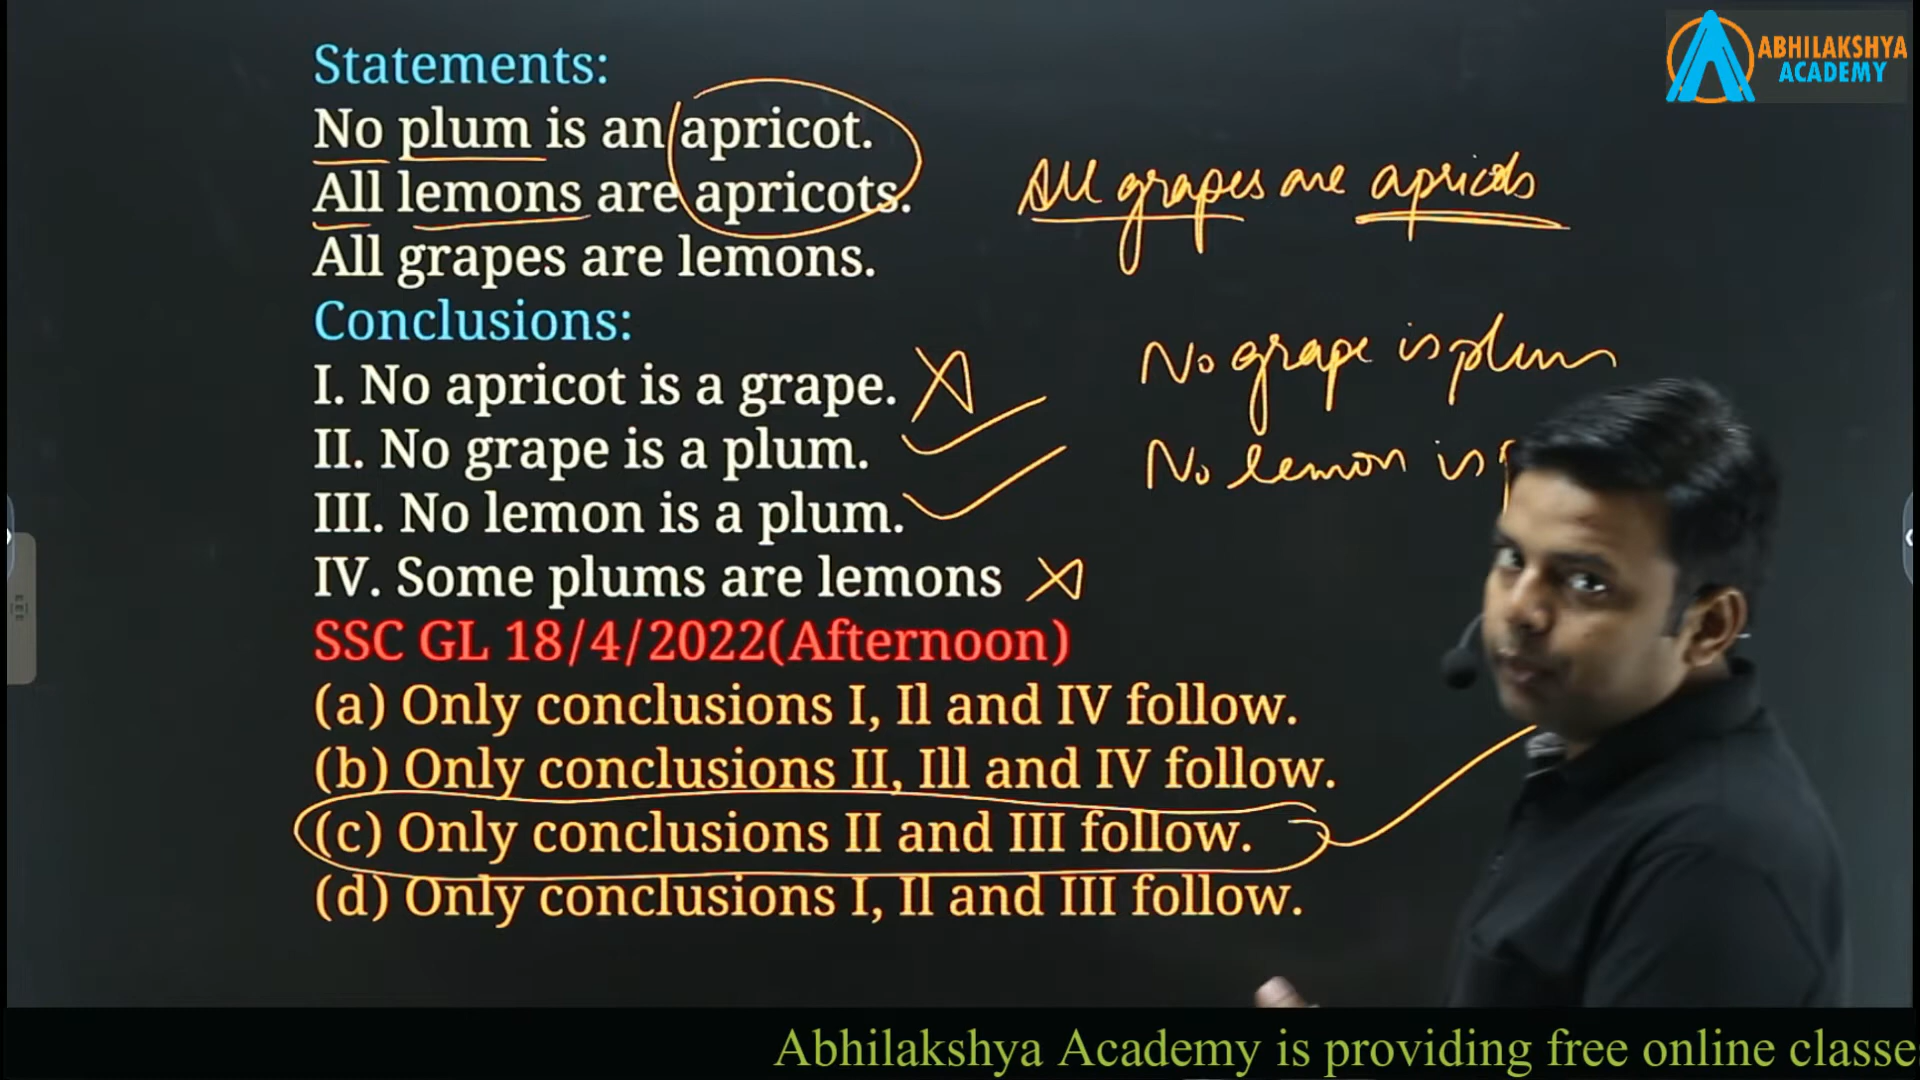 ABHILAKSHYA
ACADEMY
Statements:
No plum is an apricot.
All lemons are apricots.
All grapes are lemons.
All grapes are apricots
Conclusions:
I. No apricot is a grape.
II. No grape is a plum.
III. No lemon is a plum.
IV. Some plums are lemons
No grape is plum
No lemon is
SSC GL 18/4/2022(Afternoon)
(a) Only conclusions I, Il and IV follow.
(b) Only conclusions II, Ill and IV follow.
(c) Only conclusions II and III follow.
(d) Only conclusions I, Il and III follow.
Abhilakshya Academy is providing free online classe